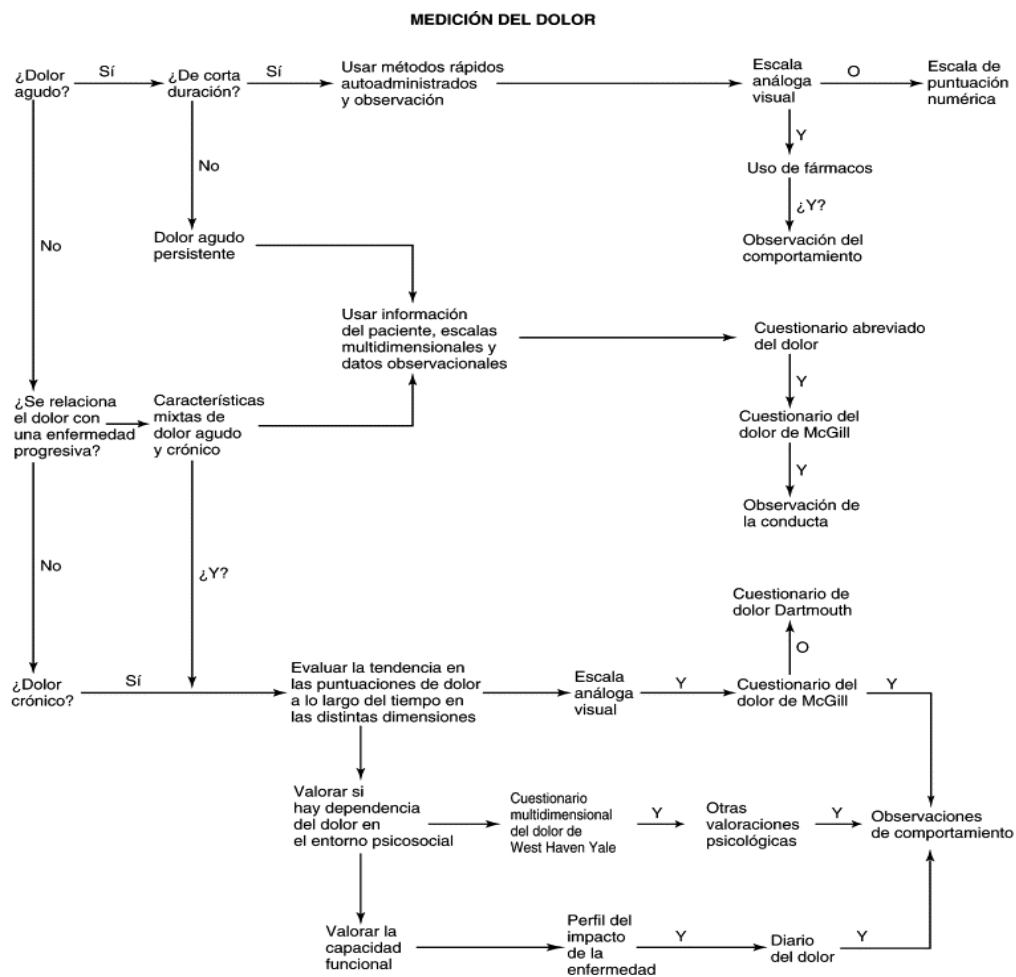 MEDICIÓN DEL DOLOR
¿Dolor
agudo?
Sí
¿De corta
duración?
Sí
Usar métodos rápidos
autoadministrados
y observación
Escala
análoga
visual
O
Escala de
puntuación
numérica
Y
Uso de fármacos
¿Y?
Observación del
comportamiento
No
No
Dolor agudo
persistente
Usar información
del paciente, escalas
multidimensionales y
datos observacionales
Cuestionario abreviado
del dolor
Y
Cuestionario del
dolor de McGill
Y
Observación de
la conducta
¿Se relaciona
el dolor con
una enfermedad
progresiva?
Características
mixtas de
dolor agudo
y crónico
No
¿Y?
Cuestionario de
dolor Dartmouth
O
¿Dolor
crónico?
Sí
Evaluar la tendencia en
las puntuaciones de dolor
a lo largo del tiempo en
las distintas dimensiones
Escala
análoga
visual
Y
Cuestionario del
dolor de McGill
Y
Valorar si
hay dependencia
del dolor en
el entorno psicosocial
Cuestionario
multidimensional
del dolor de
West Haven Yale
Y
Otras
valoraciones
psicológicas
Y
Observaciones
de comportamiento
Valorar la
capacidad
funcional
Perfil del
impacto
de la
enfermedad
Y
Diario
del dolor
Y